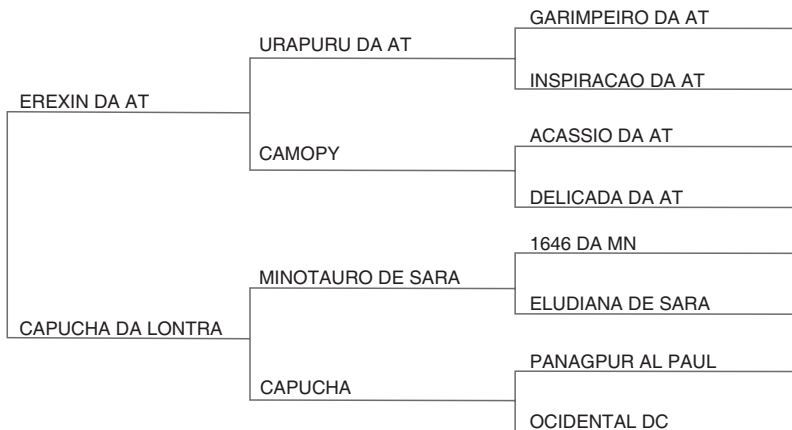 GARIMPEIRO DA AT
URAPURU DA AT
INSPIRACAO DA AT
EREXIN DA AT
ACASSIO DA AT
CAMOPY
DELICADA DA AT
1646 DA MN
MINOTAURO DE SARA
ELUDIANA DE SARA
CAPUCHA DA LONTRA
PANAGPUR AL PAUL
CAPUCHA
OCIDENTAL DC